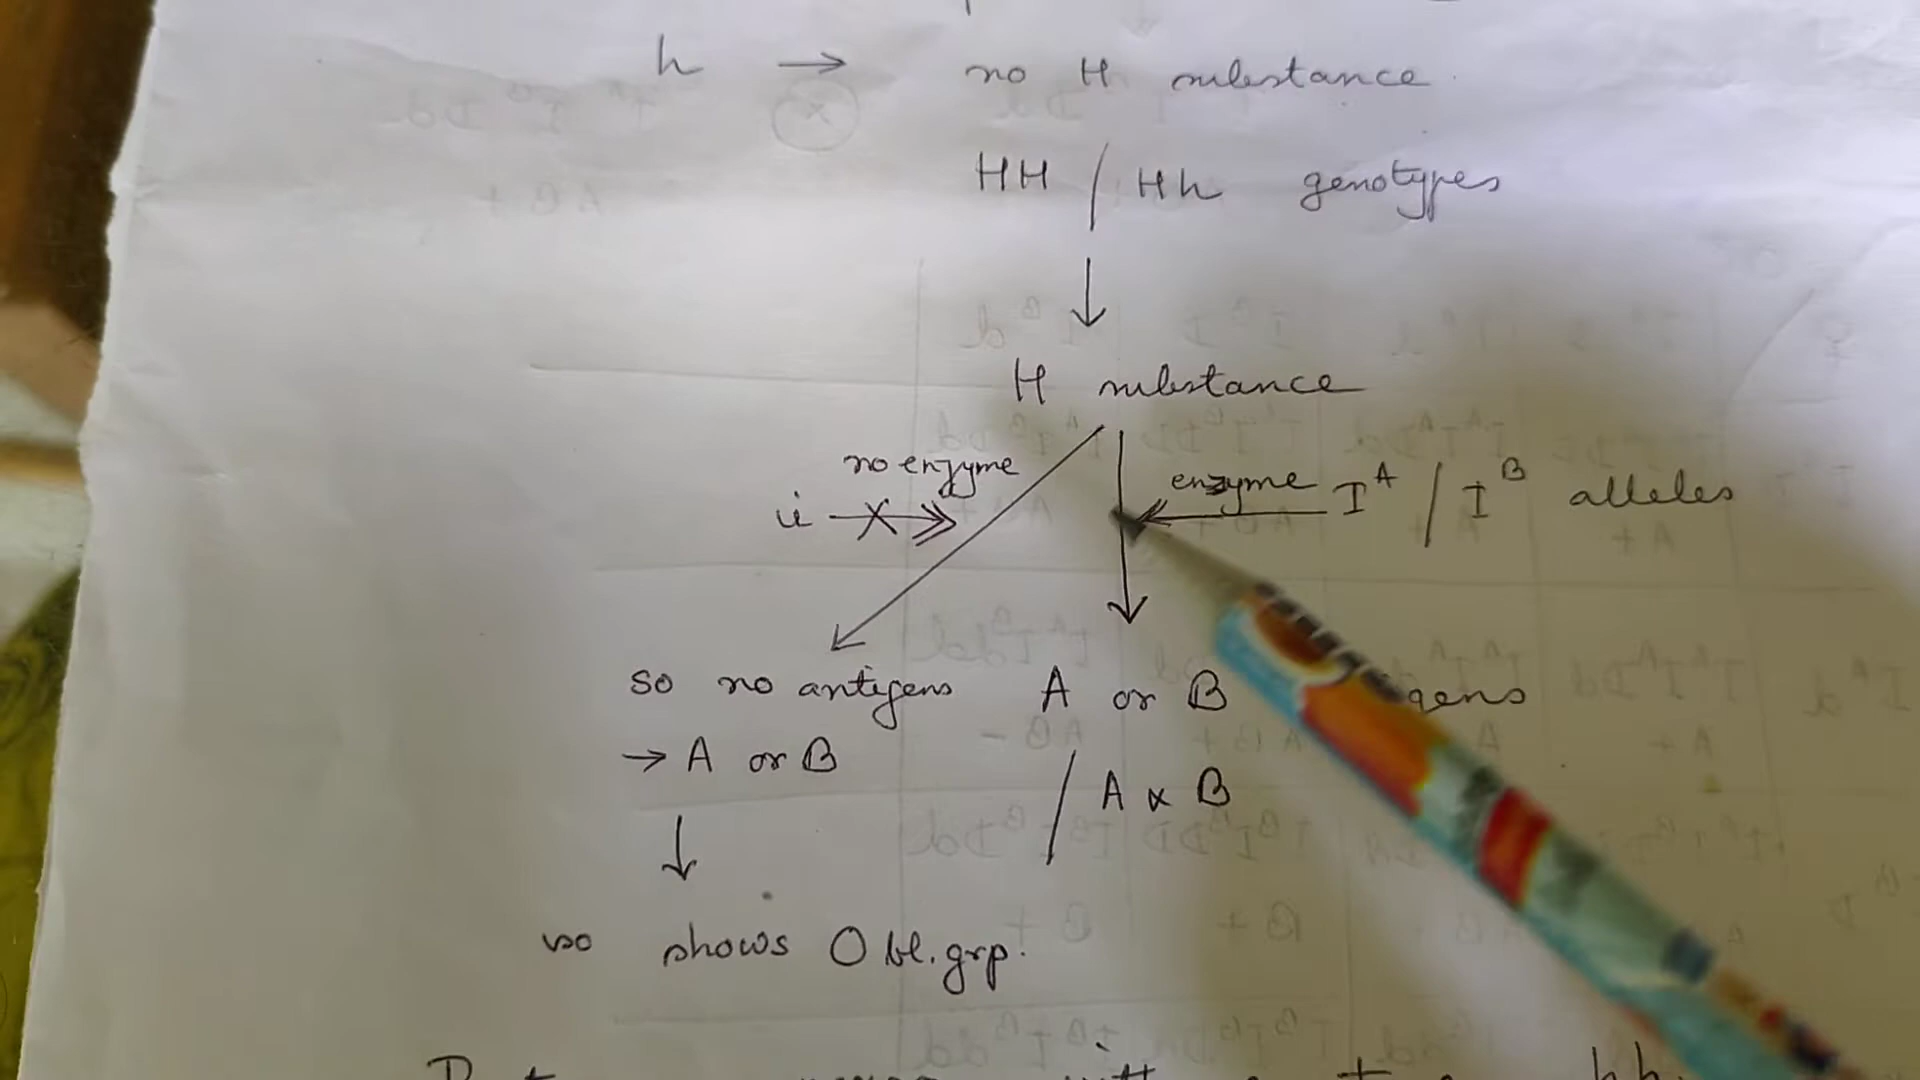 h → no H substance
HH / Hh genotypes
↓
H substance
no enzyme
ii
enzyme I^A / I^B alleles
so no antigens
→ A or B
A or B
/ A & B
↓
so shows O bl. grp.